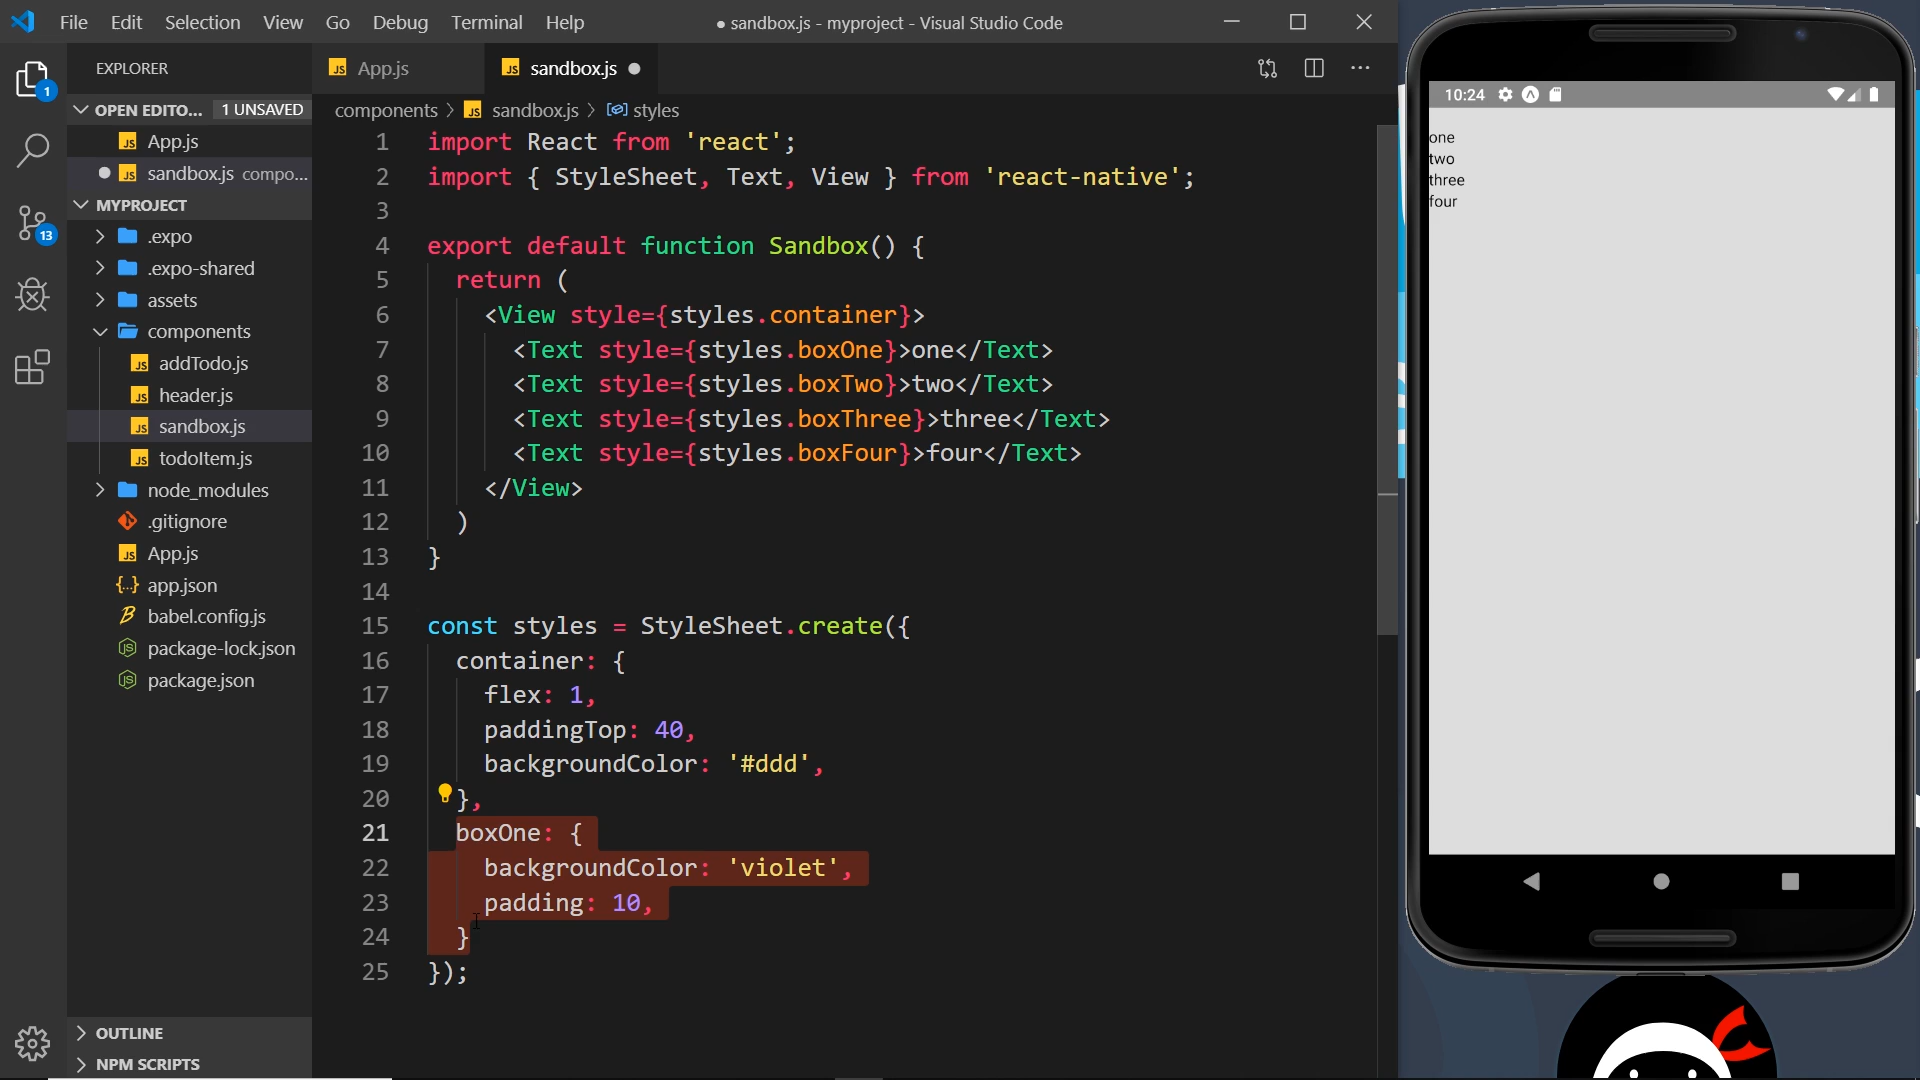 File Edit Selection View Go Debug Terminal Help
● sandbox.js - myproject - Visual Studio Code
EXPLORER
OPEN EDITO... 1 UNSAVED
App.js
sandbox.js compo...
MYPROJECT
.expo
.expo-shared
assets
components
addTodo.js
header.js
sandbox.js
todoItem.js
node_modules
.gitignore
App.js
app.json
babel.config.js
package-lock.json
package.json
OUTLINE
NPM SCRIPTS
1
13
App.js
sandbox.js
components > sandbox.js > styles
1 import React from 'react';
2 import { StyleSheet, Text, View } from 'react-native';
3
4 export default function Sandbox() {
5 return (
6 <View style={styles.container}>
7 <Text style={styles.boxOne}>one</Text>
8 <Text style={styles.boxTwo}>two</Text>
9 <Text style={styles.boxThree}>three</Text>
10 <Text style={styles.boxFour}>four</Text>
11 </View>
12 )
13 }
14
15 const styles = StyleSheet.create({
16 container: {
17 flex: 1,
18 paddingTop: 40,
19 backgroundColor: '#ddd',
20 },
21 boxOne: {
22 backgroundColor: 'violet',
23 padding: 10,
24 }
25 });
10:24
one
two
three
four